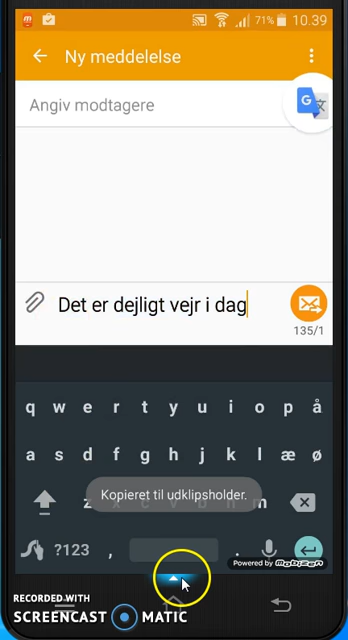 71% 10.39
Ny meddelelse
Angiv modtagere
G
Det er dejligt vejr i dag
135/1
q w e r t y u i o p å
a s d f g h j k l æ ø
z m
Kopieret til udklipsholder.
?123 , .
Powered by mobizen
RECORDED WITH
SCREENCAST MATIC